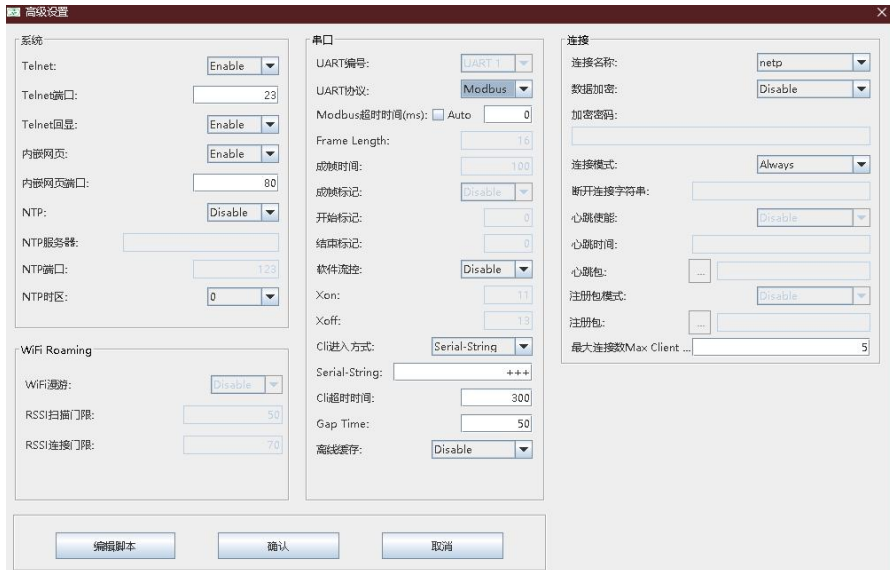 高级设置
系统
Telnet: Enable
Telnet端口: 23
Telnet回显: Enable
内嵌网页: Enable
内嵌网页端口: 80
NTP: Disable
NTP服务器:
NTP端口: 123
NTP时区: 0
WiFi Roaming
WiFi漫游: Disable
RSSI扫描门限: 50
RSSI连接门限: 70
串口
UART编号: UART 1
UART协议: Modbus
Modbus超时时间(ms): Auto 0
Frame Length: 16
成帧时间: 100
成帧标记: Disable
开始标记: 0
结束标记: 0
软件流控: Disable
Xon: 11
Xoff: 13
Cli进入方式: Serial-String
Serial-String: +++
Cli超时时间: 300
Gap Time: 50
离线缓存: Disable
连接
连接名称: netp
数据加密: Disable
加密密码:
连接模式: Always
断开连接字符串:
心跳使能: Disable
心跳时间:
心跳包: ...
注册包模式: Disable
注册包: ...
最大连接数Max Client ... 5
编辑脚本 确认 取消